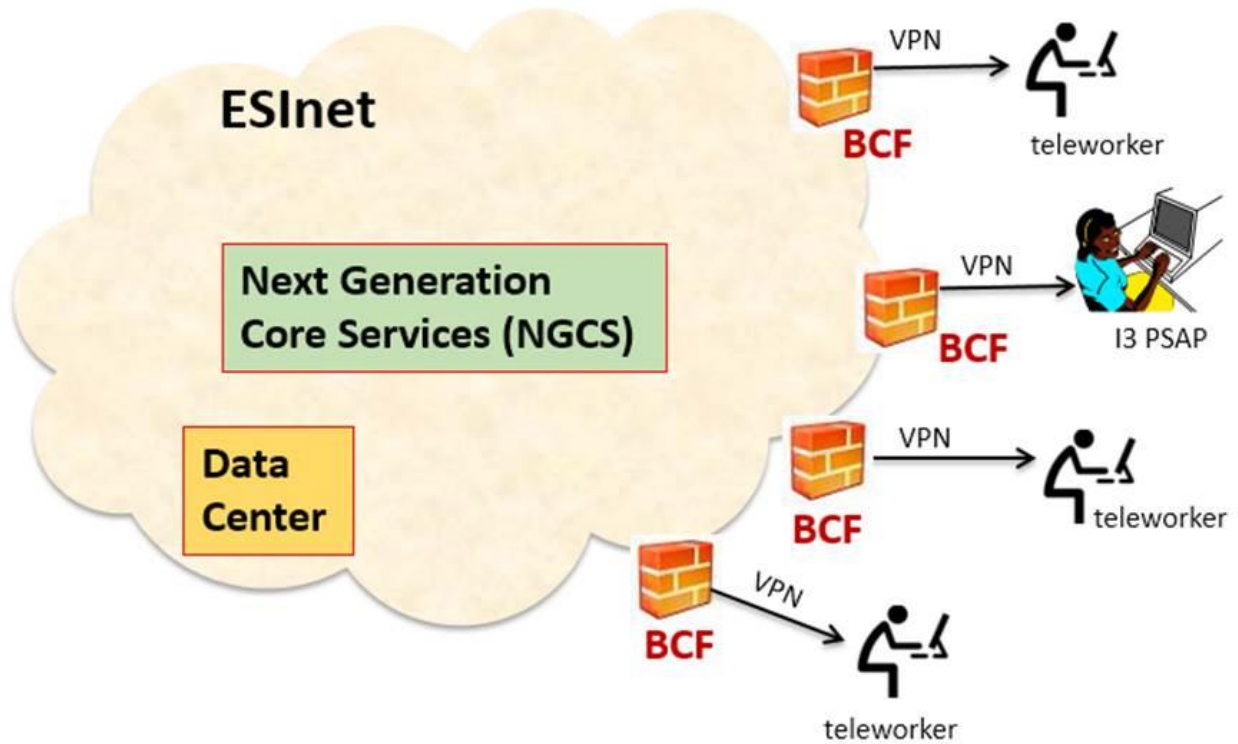 ESInet
VPN
BCF
teleworker
Next Generation
Core Services (NGCS)
VPN
BCF
I3 PSAP
Data
Center
VPN
BCF
teleworker
VPN
BCF
teleworker